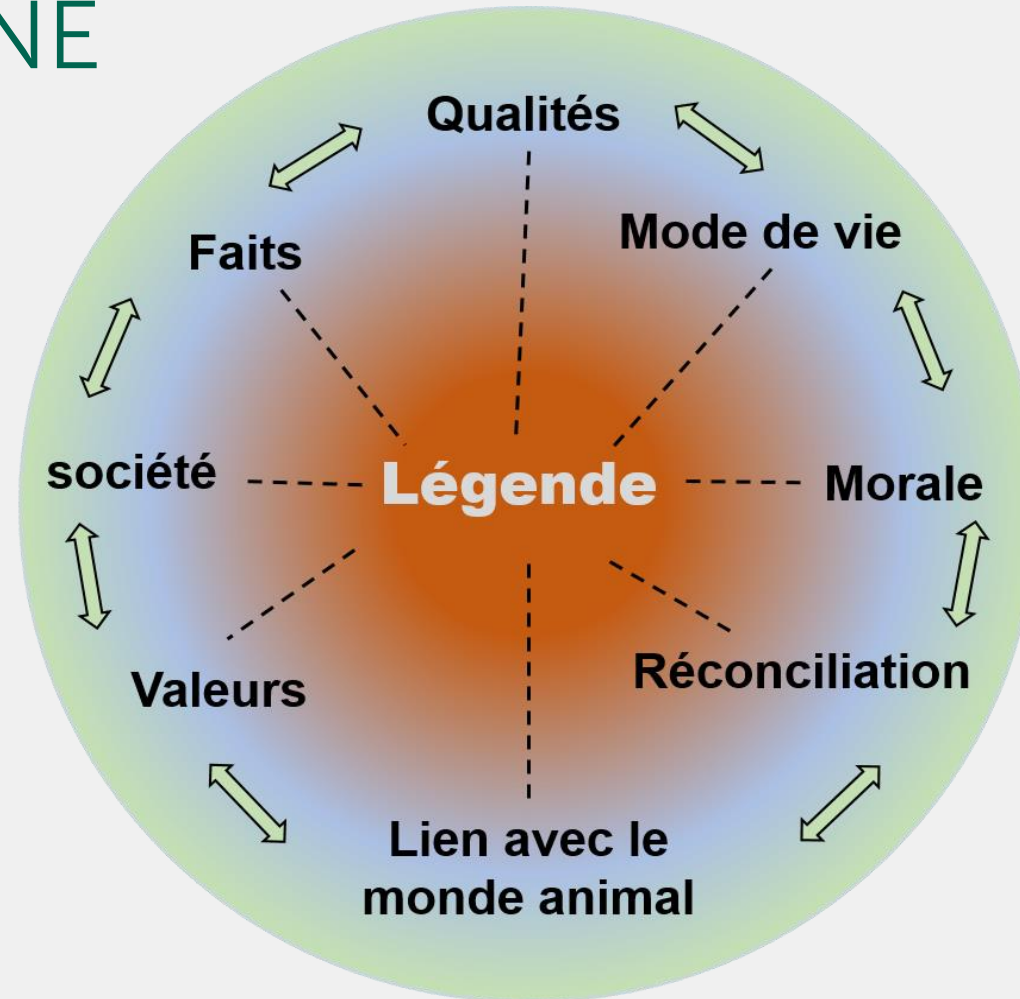 NE
Qualités
Mode de vie
Faits
Légende
société
Morale
Réconciliation
Valeurs
Lien avec le
monde animal